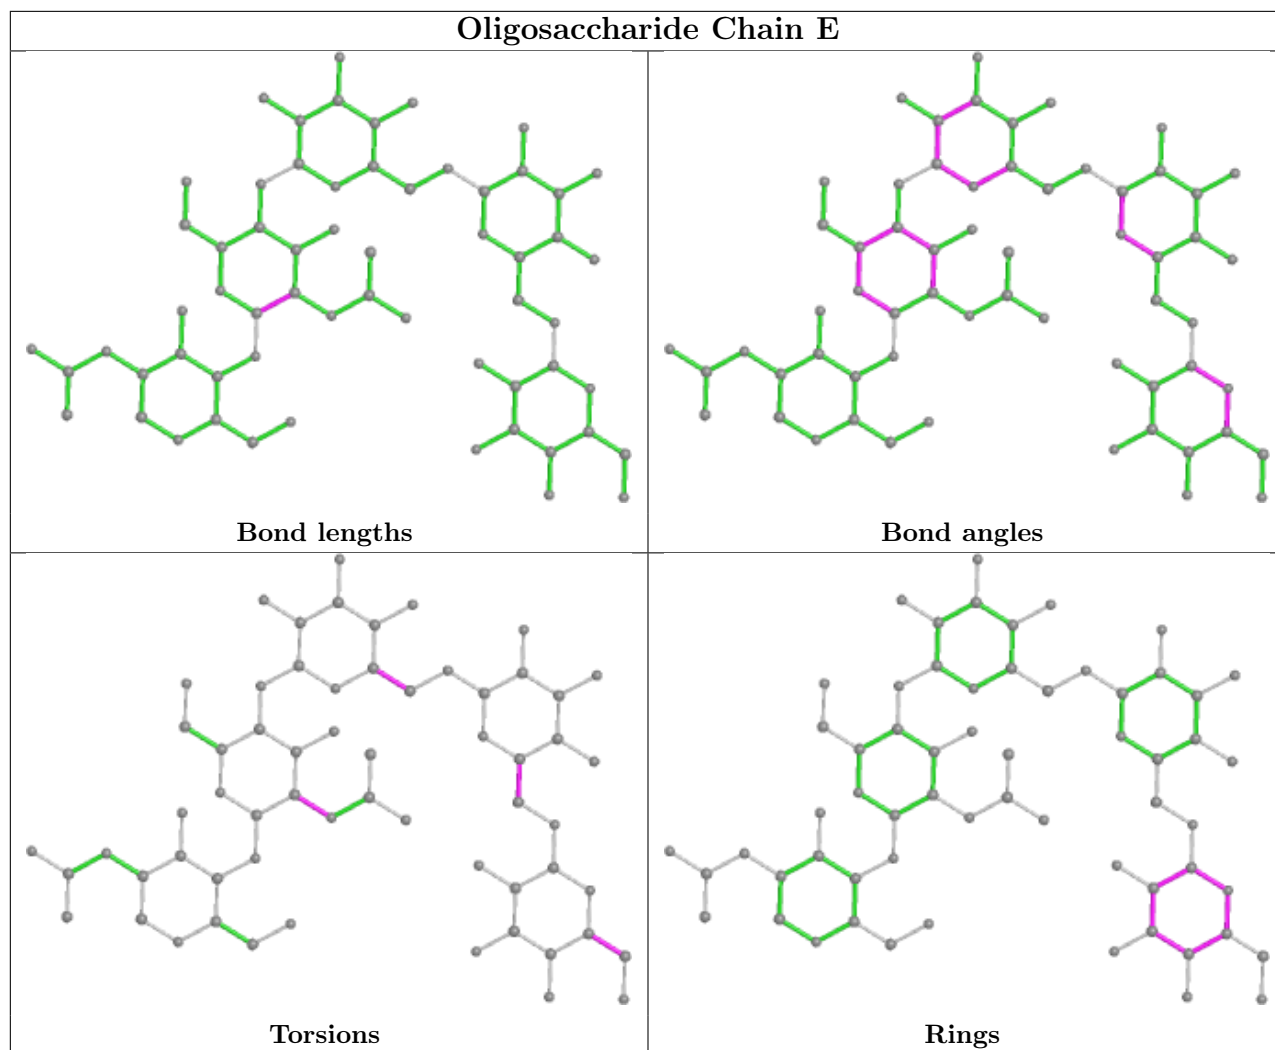 Oligosaccharide Chain E
Bond lengths
Bond angles
Torsions
Rings